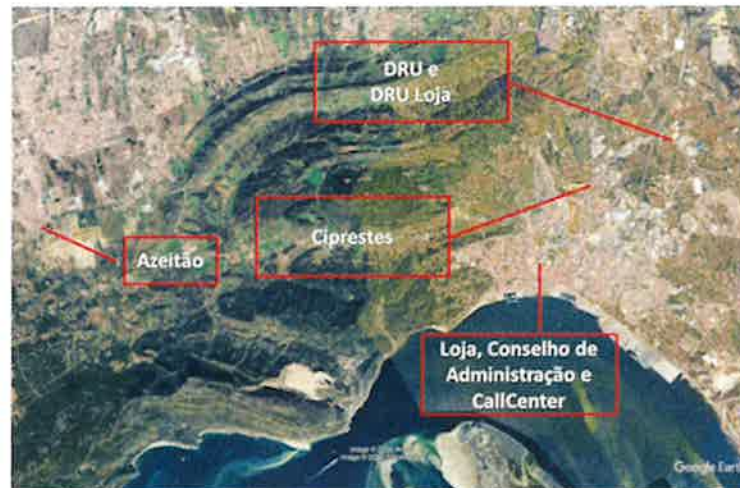 DRU e
DRU Loja
Ciprestes
Azeitão
Loja, Conselho de
Administração e
CallCenter
Google Earth